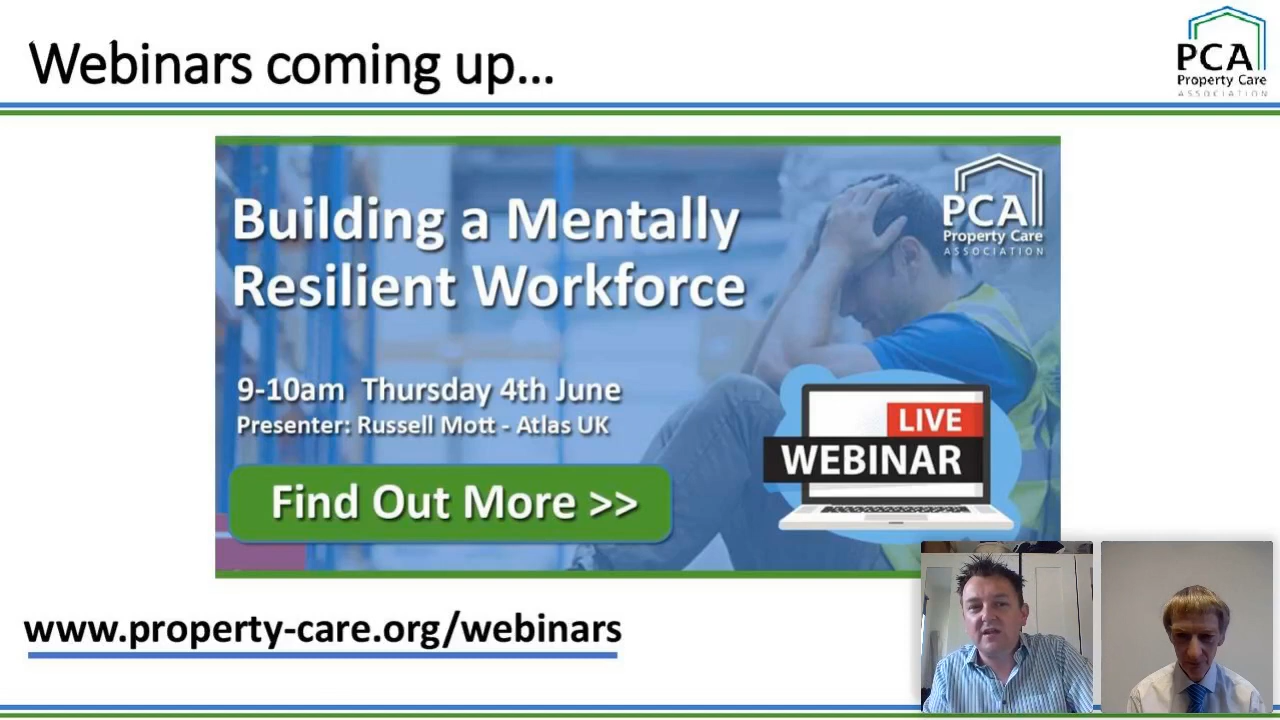 Webinars coming up...
PCA
Property Care
ASSOCIATION
Building a Mentally
Resilient Workforce
PCA
Property Care
ASSOCIATION
9-10am Thursday 4th June
Presenter: Russell Mott - Atlas UK
LIVE
WEBINAR
Find Out More >>
www.property-care.org/webinars